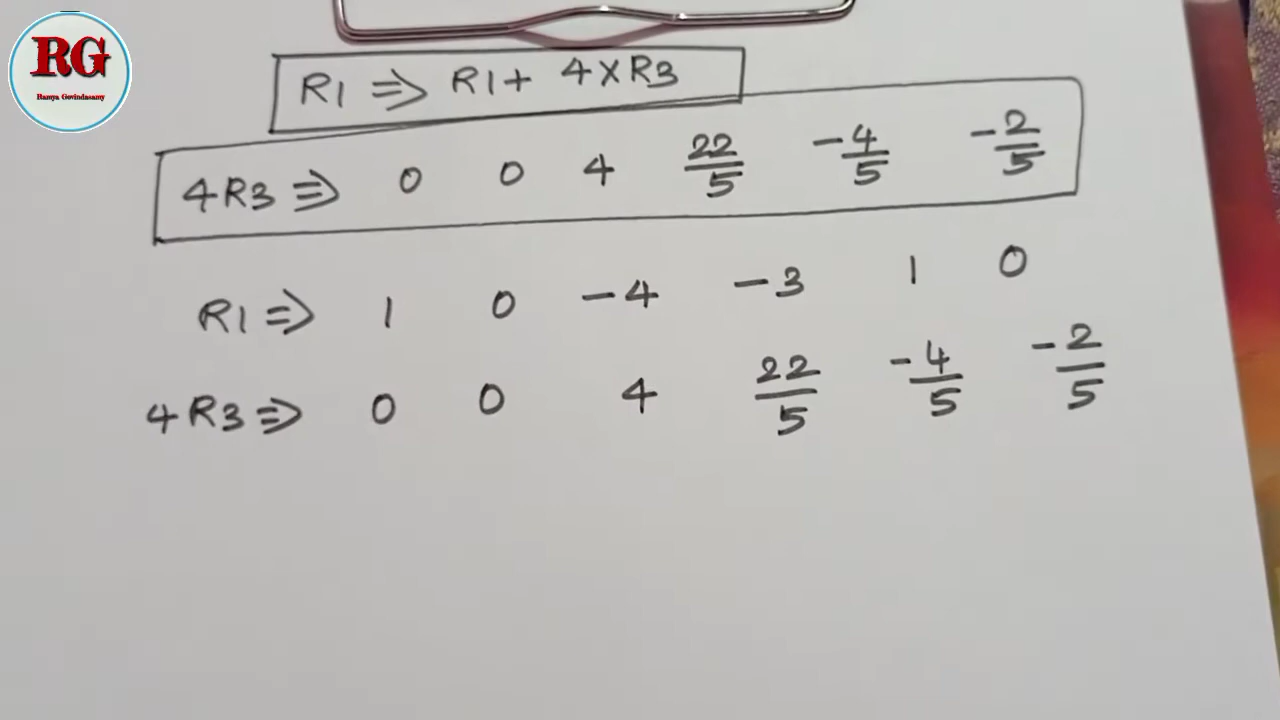 RG
Ramya Govindasamy
R1 ⇒ R1 + 4×R3
4R3 ⇒ 0 0 4 22/5 -4/5 -2/5
R1 ⇒ 1 0 -4 -3 1 0
4R3 ⇒ 0 0 4 22/5 -4/5 -2/5